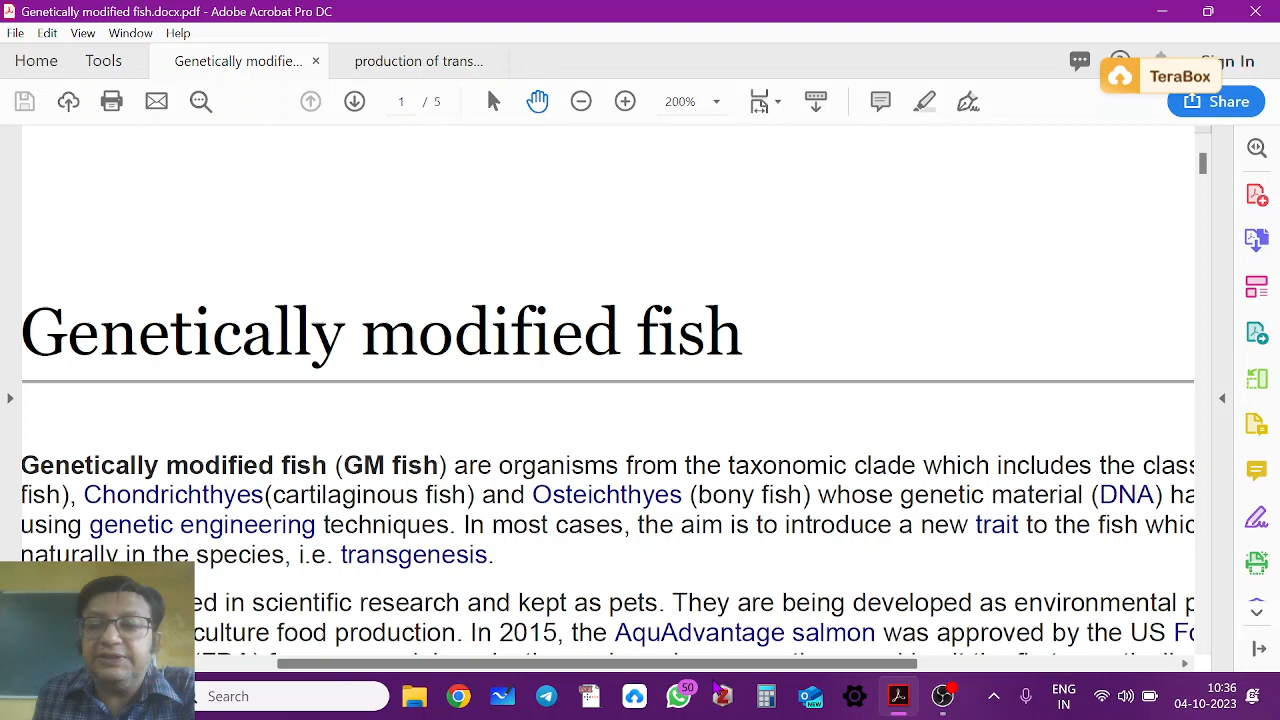 Genetically modified fish.docx.pdf - Adobe Acrobat Pro DC
File Edit View Window Help
Home Tools Genetically modifie... × production of trans... Sign In
TeraBox
1 / 5 200% Share
Genetically modified fish
Genetically modified fish (GM fish) are organisms from the taxonomic clade which includes the class
fish), Chondrichthyes(cartilaginous fish) and Osteichthyes (bony fish) whose genetic material (DNA) ha
using genetic engineering techniques. In most cases, the aim is to introduce a new trait to the fish whic
naturally in the species, i.e. transgenesis.
ed in scientific research and kept as pets. They are being developed as environmental p
culture food production. In 2015, the AquAdvantage salmon was approved by the US Fo
Search 50 NEW ENG 10:36
IN 04-10-2023